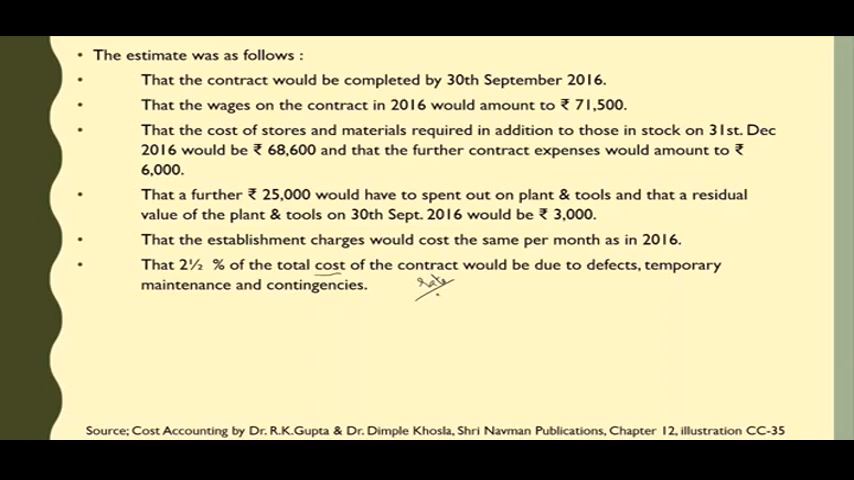 • The estimate was as follows :
• That the contract would be completed by 30th September 2016.
• That the wages on the contract in 2016 would amount to ₹ 71,500.
• That the cost of stores and materials required in addition to those in stock on 31st. Dec
2016 would be ₹ 68,600 and that the further contract expenses would amount to ₹
6,000.
• That a further ₹ 25,000 would have to spent out on plant & tools and that a residual
value of the plant & tools on 30th Sept. 2016 would be ₹ 3,000.
• That the establishment charges would cost the same per month as in 2016.
• That 2½ % of the total cost of the contract would be due to defects, temporary
maintenance and contingencies.
rate
Source; Cost Accounting by Dr. R.K.Gupta & Dr. Dimple Khosla, Shri Navman Publications, Chapter 12, illustration CC-35